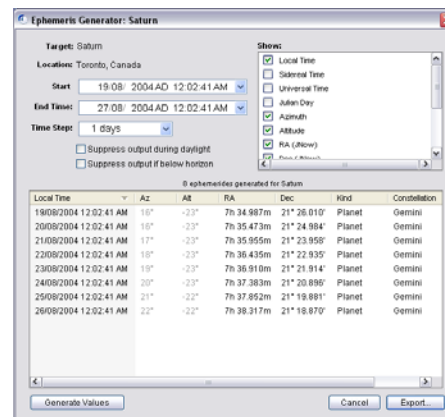 Ephemeris Generator: Saturn
Target: Saturn
Location: Toronto, Canada
Start 19/08/ 2004 AD 12:02:41 AM
End Time: 27/08/ 2004 AD 12:02:41 AM
Time Step: 1 days
Suppress output during daylight
Suppress output if below horizon
Show:
Local Time
Sidereal Time
Universal Time
Julian Day
Azimuth
Altitude
RA (JNow)
Dec (JNow)
8 ephemerides generated for Saturn
Local Time Az Alt RA Dec Kind Constellation
19/08/2004 12:02:41 AM 16° -23° 7h 34.987m 21° 26.010' Planet Gemini
20/08/2004 12:02:41 AM 16° -23° 7h 35.473m 21° 24.984' Planet Gemini
21/08/2004 12:02:41 AM 17° -23° 7h 35.955m 21° 23.958' Planet Gemini
22/08/2004 12:02:41 AM 18° -23° 7h 36.435m 21° 22.935' Planet Gemini
23/08/2004 12:02:41 AM 19° -23° 7h 36.910m 21° 21.914' Planet Gemini
24/08/2004 12:02:41 AM 20° -23° 7h 37.383m 21° 20.896' Planet Gemini
25/08/2004 12:02:41 AM 21° -22° 7h 37.852m 21° 19.881' Planet Gemini
26/08/2004 12:02:41 AM 22° -22° 7h 38.317m 21° 18.870' Planet Gemini
Generate Values
Cancel
Export...